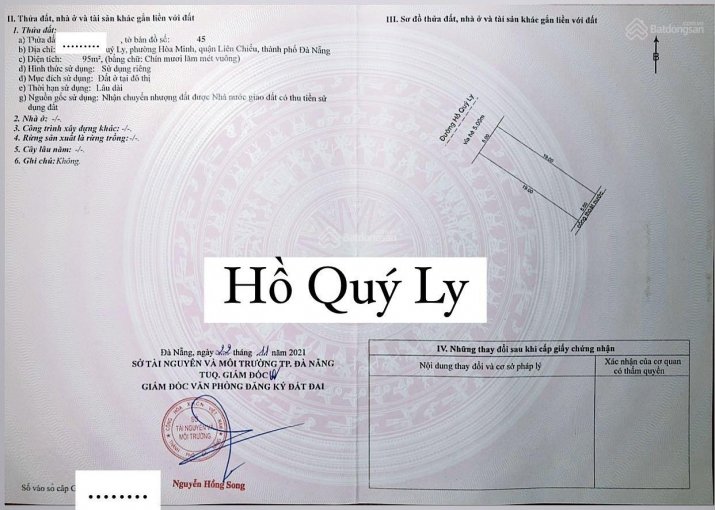 II. Thửa đất, nhà ở và tài sản khác gắn liền với đất
1. Thửa đất:
a) Thửa đất ........., tờ bản đồ số: 45
b) Địa chỉ: Quý Ly, phường Hòa Minh, quận Liên Chiểu, thành phố Đà Nẵng
c) Diện tích: 95m², (bằng chữ: Chín mươi lăm mét vuông)
d) Hình thức sử dụng: Sử dụng riêng
đ) Mục đích sử dụng: Đất ở tại đô thị
e) Thời hạn sử dụng: Lâu dài
g) Nguồn gốc sử dụng: Nhận chuyển nhượng đất được Nhà nước giao đất có thu tiền sử
dụng đất
2. Nhà ở: -/-
3. Công trình xây dựng khác: -/-
4. Rừng sản xuất là rừng trồng: -/-
5. Cây lâu năm: -/-
6. Ghi chú: Không.
III. Sơ đồ thửa đất, nhà ở và tài sản khác gắn liền với đất
Batdongsan
B
Đường Hồ Quý Ly
Vỉa hè 5.00m
5.00
19.00
19.00
5.00
cống thoát nước
Batdongsan
Hồ Quý Ly
Đà Nẵng, ngày 22 tháng 11 năm 2021
SỞ TÀI NGUYÊN VÀ MÔI TRƯỜNG TP. ĐÀ NẴNG
TUQ. GIÁM ĐỐC
GIÁM ĐỐC VĂN PHÒNG ĐĂNG KÝ ĐẤT ĐAI
SỞ
TÀI NGUYÊN VÀ
MÔI TRƯỜNG
Nguyễn Hồng Song
Số vào sổ cấp G
.........
IV. Những thay đổi sau khi cấp giấy chứng nhận
Nội dung thay đổi và cơ sở pháp lý
Xác nhận của cơ quan
có thẩm quyền